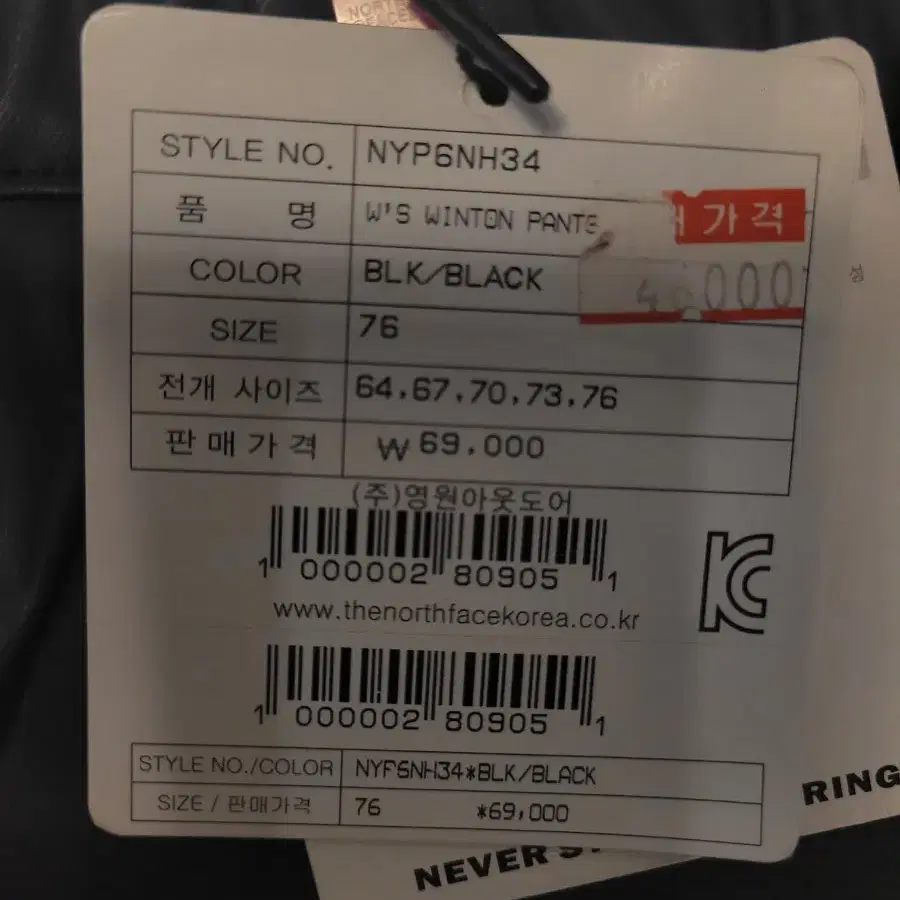 STYLE NO. NYP6NH34
품 명 W'S WINTON PANTS
가격
COLOR BLK/BLACK
000
SIZE 76
전개 사이즈 64,67,70,73,76
판매가격 ₩69,000
(주)영원아웃도어
1 000002 80905 1
www.thenorthfacekorea.co.kr
1 000002 80905 1
STYLE NO./COLOR NYP6NH34*BLK/BLACK
SIZE / 판매가격 76 *69,000
RING
NEVER